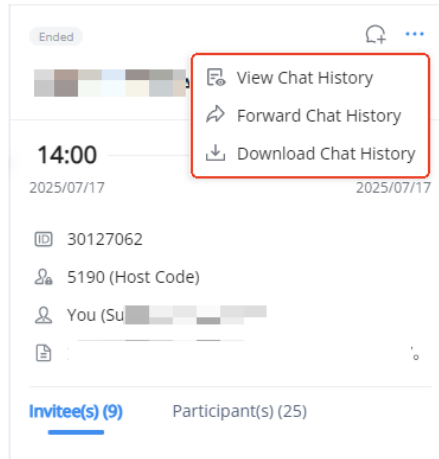 Ended
View Chat History
Forward Chat History
Download Chat History
14:00
2025/07/17 2025/07/17
ID 30127062
5190 (Host Code)
You (Su
Invitee(s) (9) Participant(s) (25)